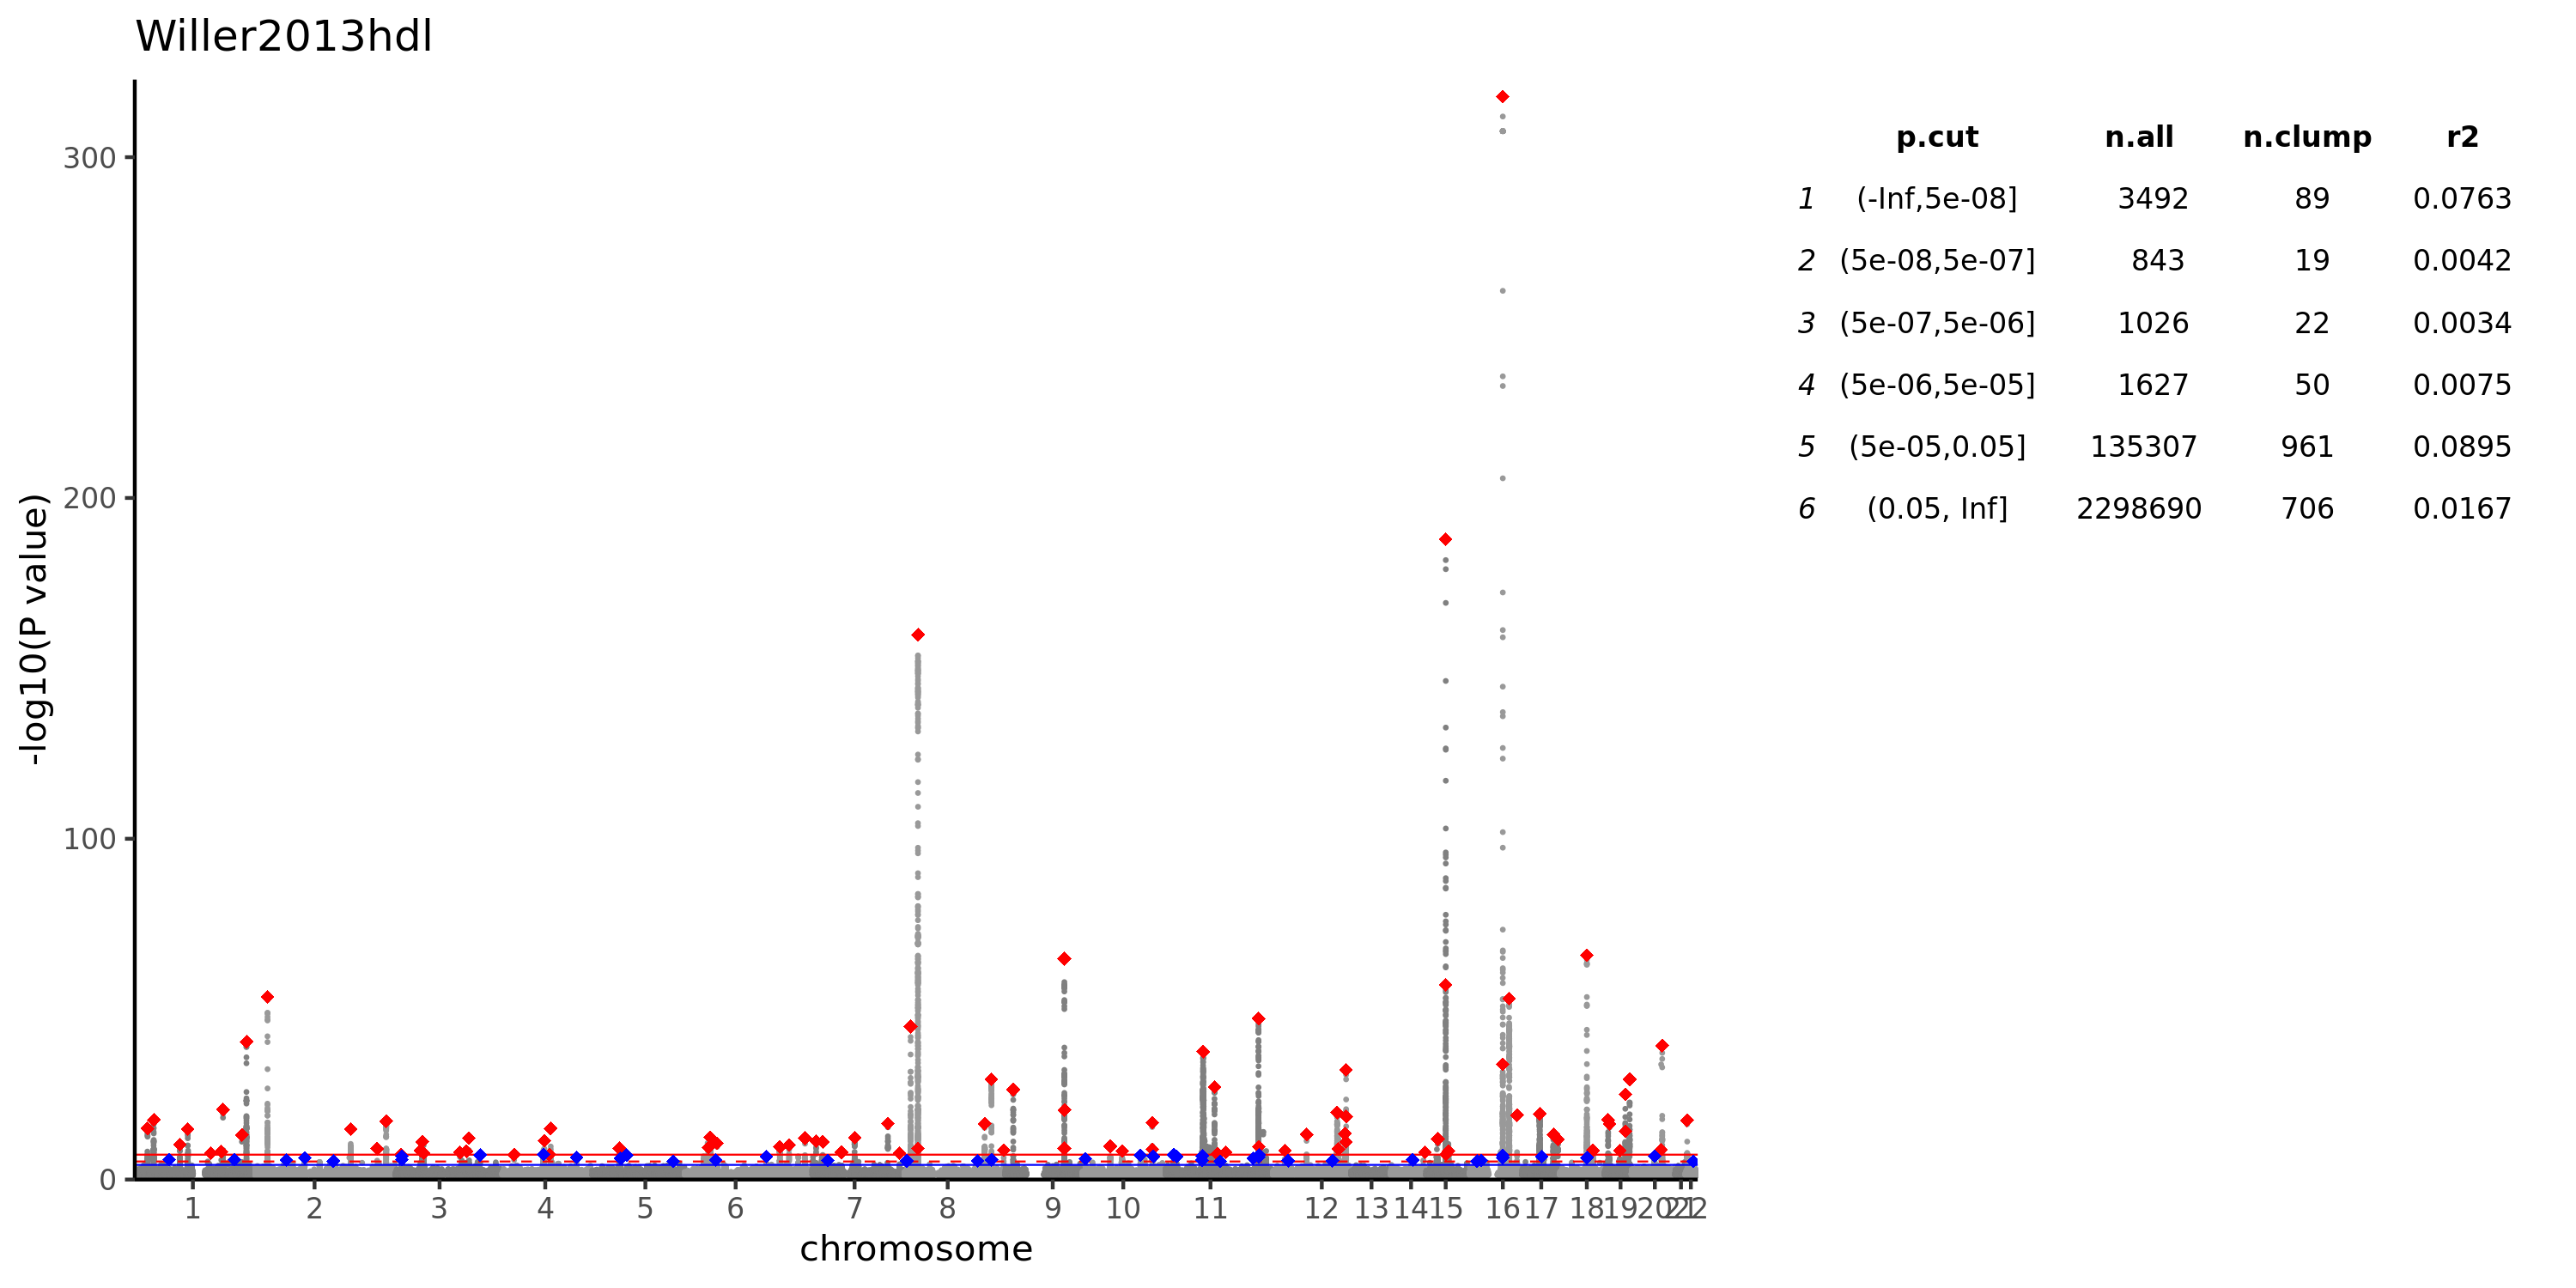 Willer2013hdl
-log10(P value)
300
200
100
0
1 2 3 4 5 6 7 8 9 10 11 12 13 14 15 16 17 18 19 20 21 22
chromosome
p.cut n.all n.clump r2
1 (-Inf,5e-08] 3492 89 0.0763
2 (5e-08,5e-07] 843 19 0.0042
3 (5e-07,5e-06] 1026 22 0.0034
4 (5e-06,5e-05] 1627 50 0.0075
5 (5e-05,0.05] 135307 961 0.0895
6 (0.05, Inf] 2298690 706 0.0167